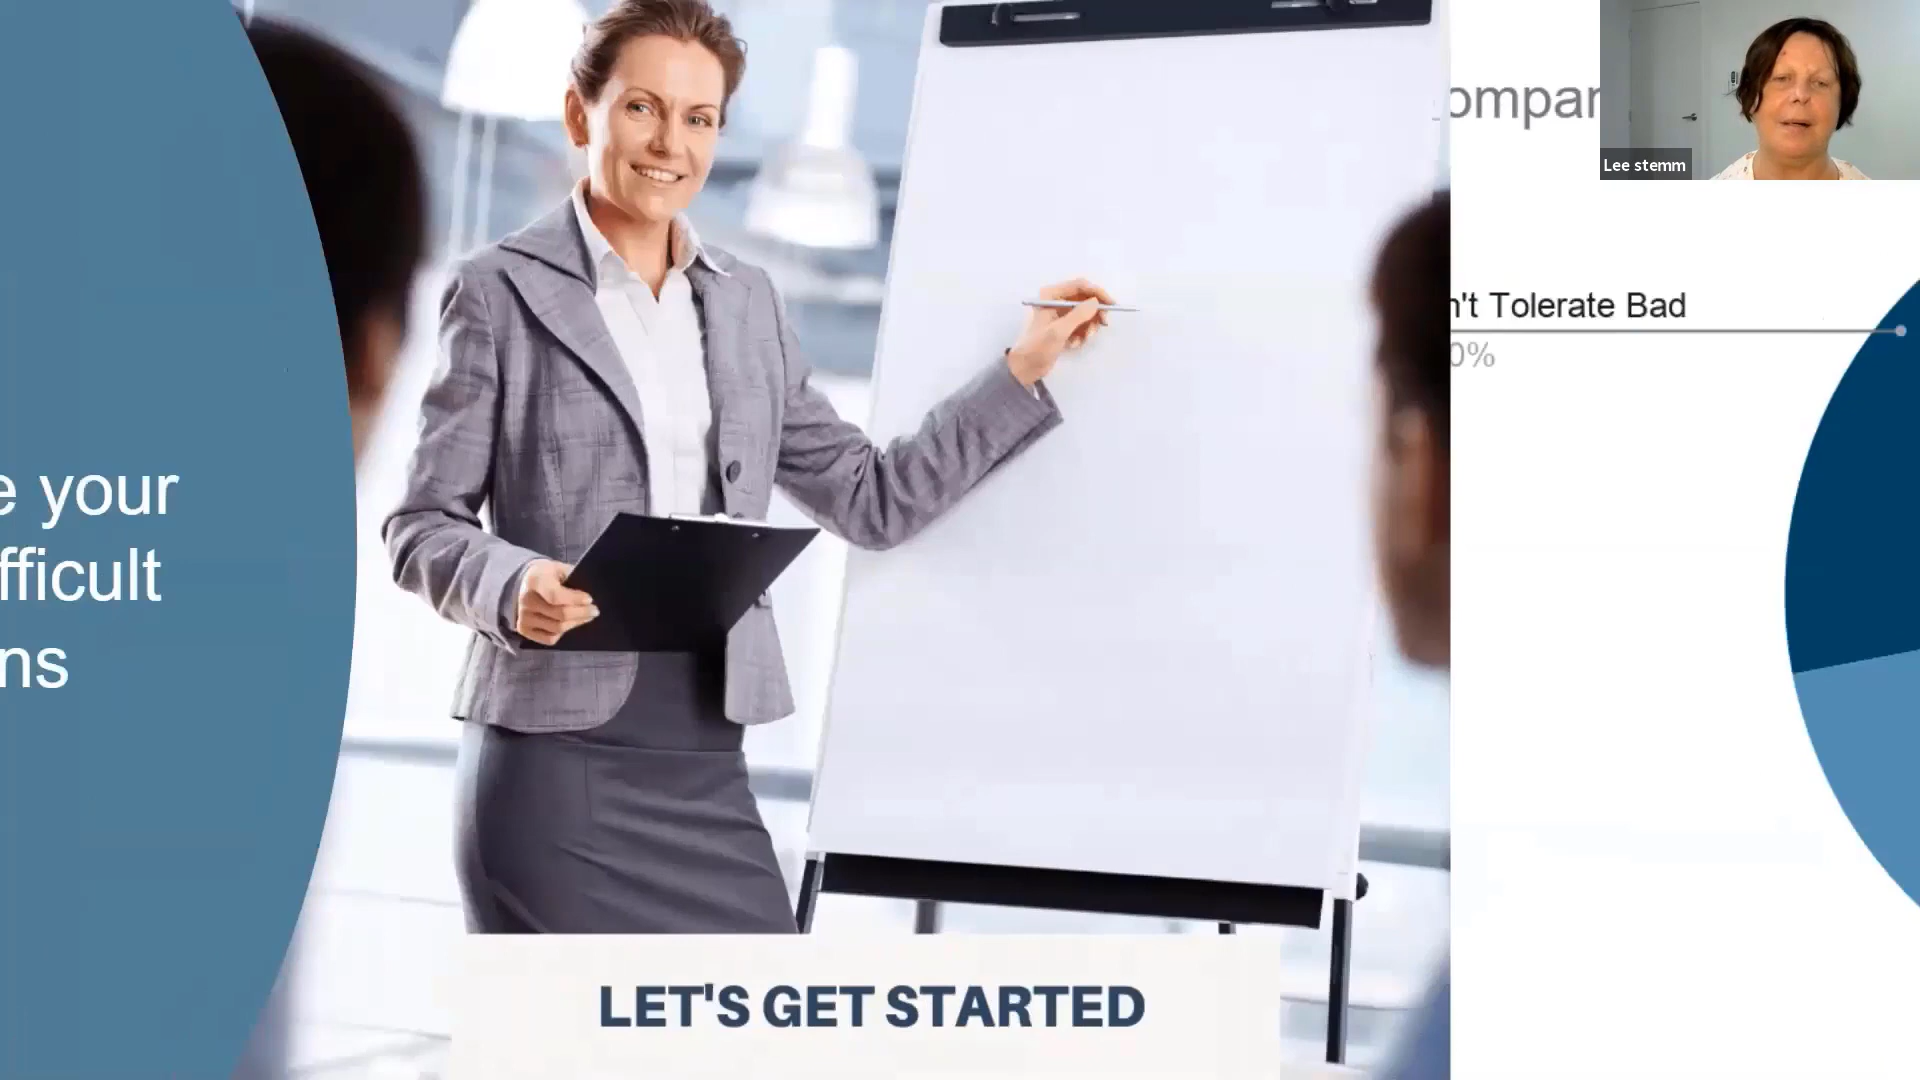 e your
fficult
ns
LET'S GET STARTED
ompar
n't Tolerate Bad
0%
Lee stemm